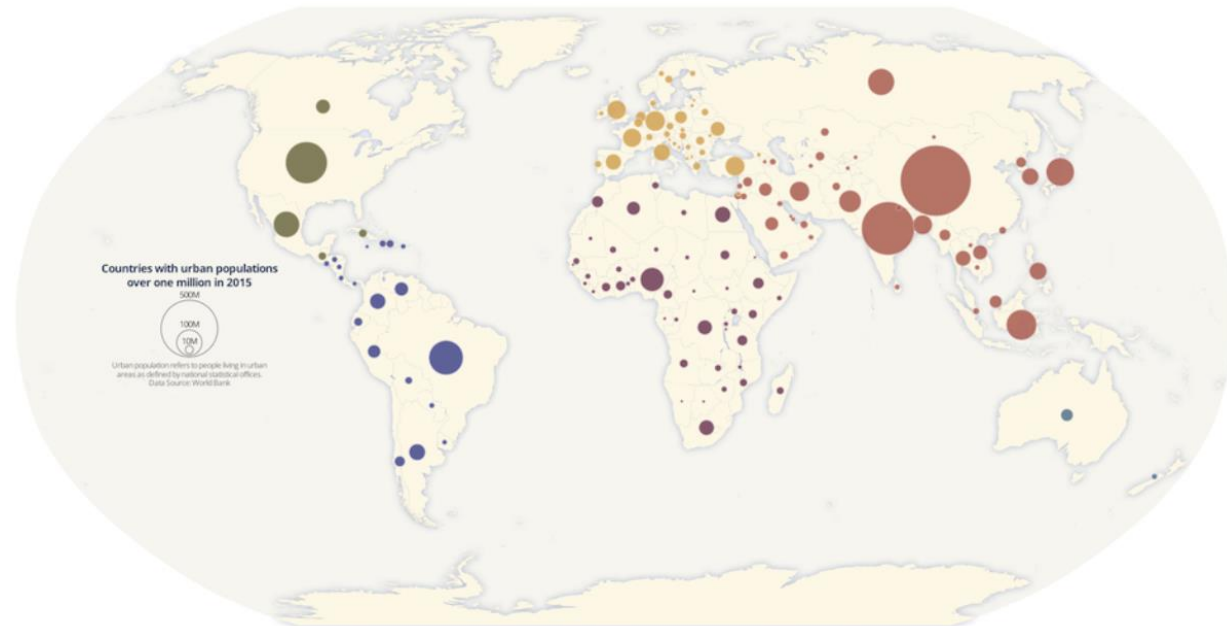 Countries with urban populations
over one million in 2015
500M
100M
10M
Urban population refers to people living in urban
areas as defined by national statistical offices.
Data Source: World Bank